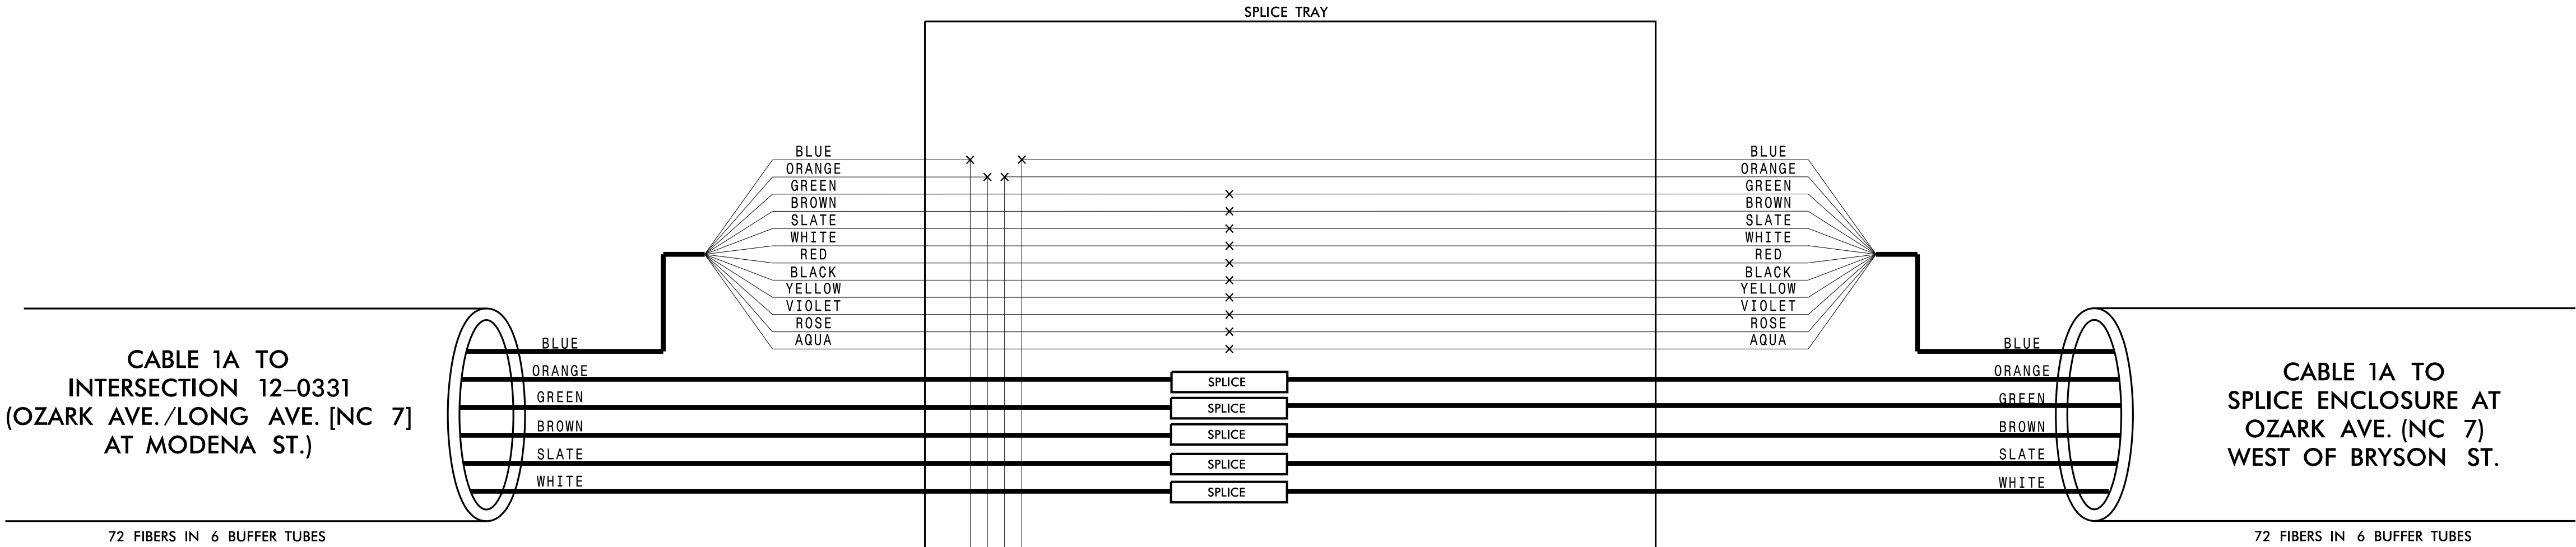 SPLICE TRAY
BLUE
ORANGE
GREEN
BROWN
SLATE
WHITE
RED
BLACK
YELLOW
VIOLET
ROSE
AQUA
BLUE
ORANGE
GREEN
BROWN
SLATE
WHITE
RED
BLACK
YELLOW
VIOLET
ROSE
AQUA
CABLE 1A TO
INTERSECTION 12–0331
(OZARK AVE./LONG AVE. [NC 7]
AT MODENA ST.)
72 FIBERS IN 6 BUFFER TUBES
BLUE
ORANGE
GREEN
BROWN
SLATE
WHITE
SPLICE
SPLICE
SPLICE
SPLICE
SPLICE
BLUE
ORANGE
GREEN
BROWN
SLATE
WHITE
CABLE 1A TO
SPLICE ENCLOSURE AT
OZARK AVE. (NC 7)
WEST OF BRYSON ST.
72 FIBERS IN 6 BUFFER TUBES